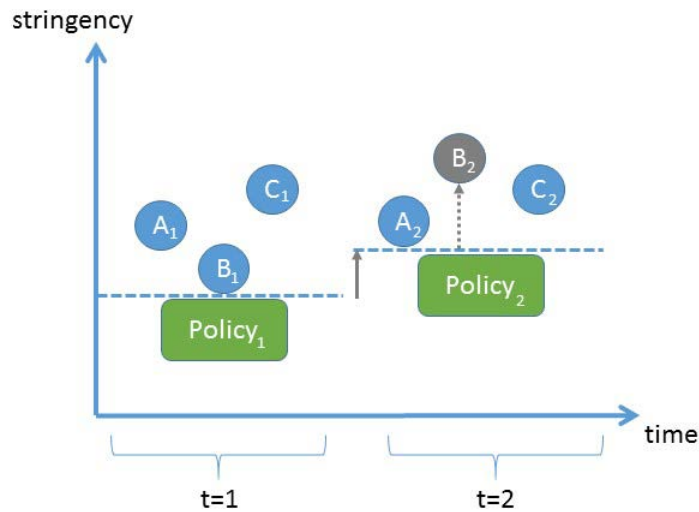 stringency
C₁
A₁
B₁
Policy₁
B₂
C₂
A₂
Policy₂
time
t=1
t=2